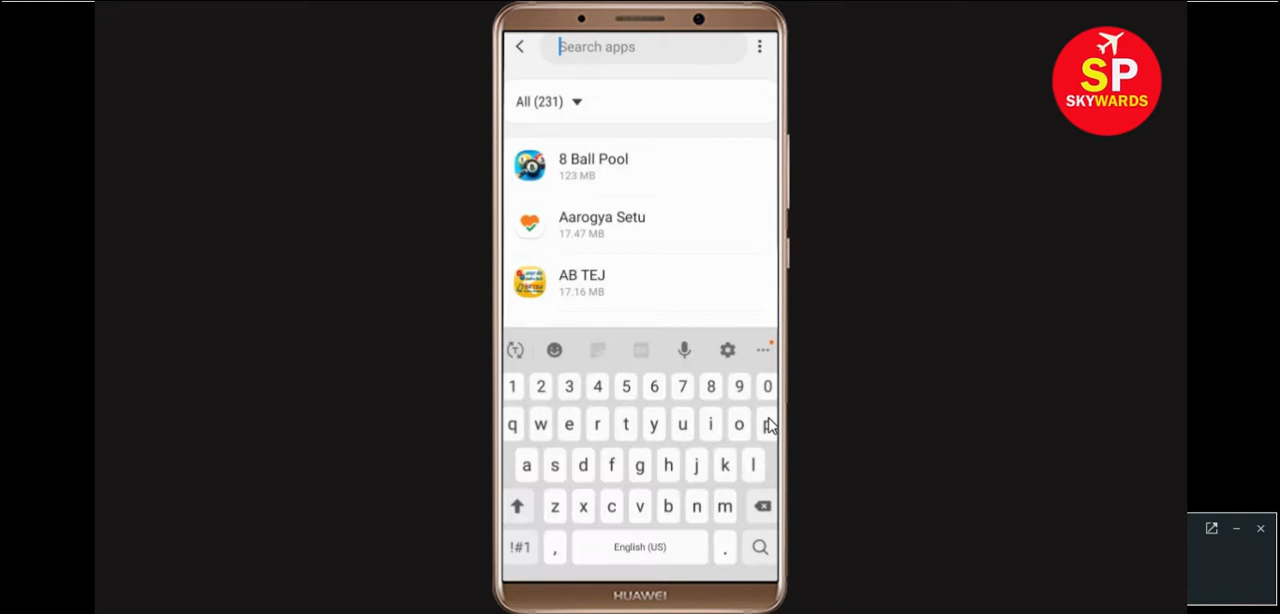 Search apps
All (231)
8 Ball Pool
123 MB
Aarogya Setu
17.47 MB
AB TEJ
17.16 MB
1 2 3 4 5 6 7 8 9 0
q w e r t y u i o
a s d f g h j k l
z x c v b n m
!#1 , English (US) .
HUAWEI
SP
SKYWARDS